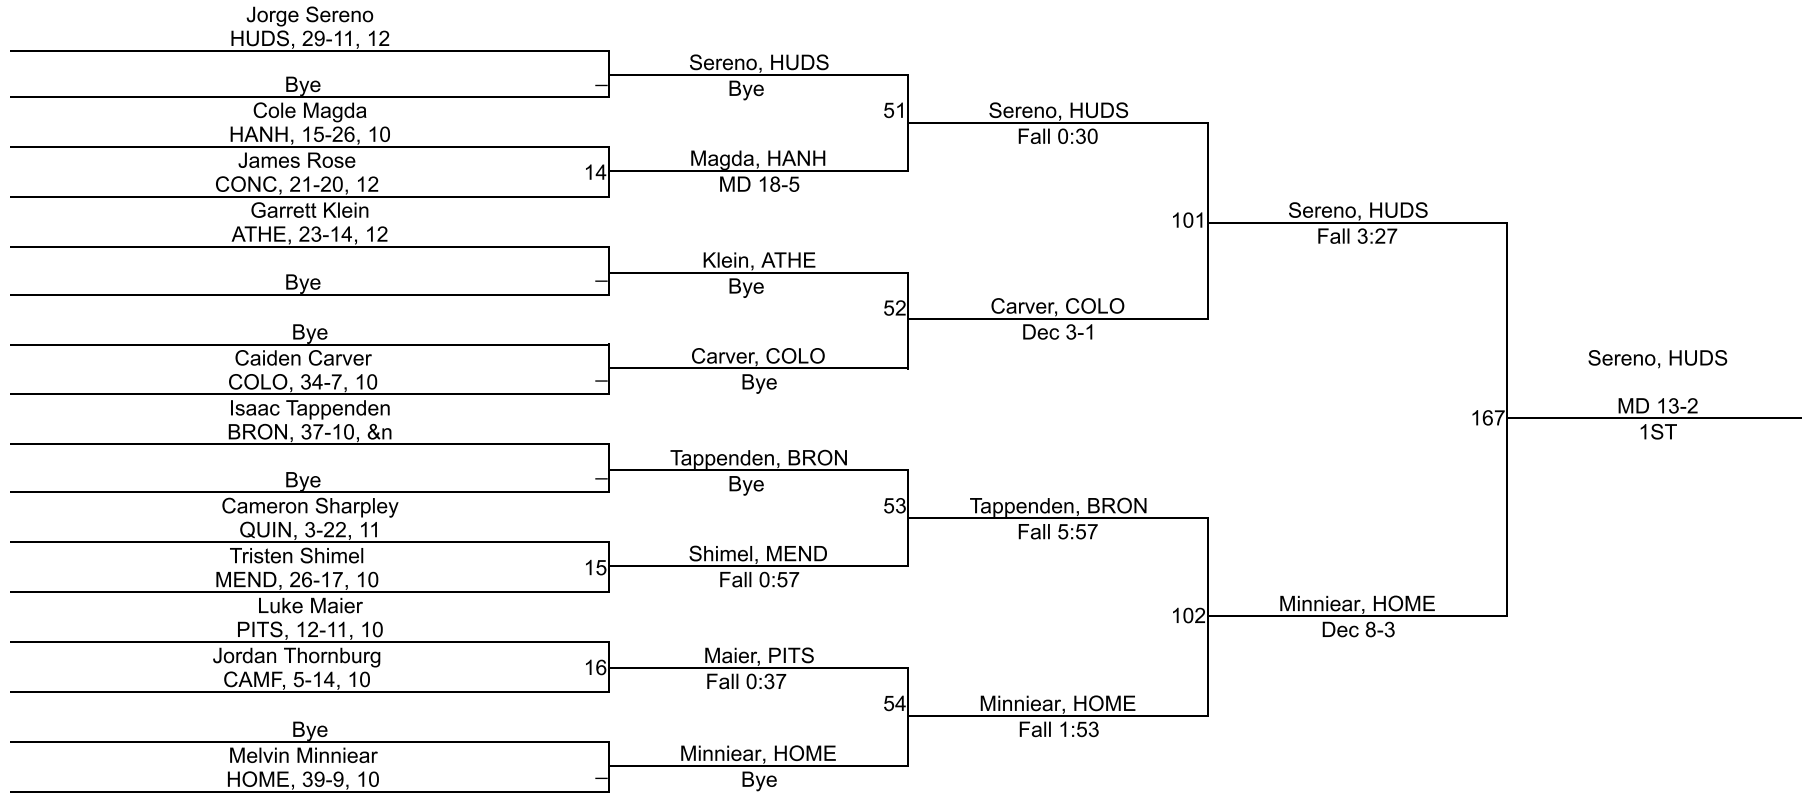 Jorge Sereno
HUDS, 29-11, 12
Bye
Cole Magda
HANH, 15-26, 10
James Rose
CONC, 21-20, 12
14
Garrett Klein
ATHE, 23-14, 12
Bye
Bye
Caiden Carver
COLO, 34-7, 10
Isaac Tappenden
BRON, 37-10, &n
Bye
Cameron Sharpley
QUIN, 3-22, 11
Tristen Shimel
MEND, 26-17, 10
15
Luke Maier
PITS, 12-11, 10
Jordan Thornburg
CAMF, 5-14, 10
16
Bye
Melvin Minniear
HOME, 39-9, 10
Sereno, HUDS
Bye
51
Magda, HANH
MD 18-5
Klein, ATHE
Bye
52
Carver, COLO
Bye
Tappenden, BRON
Bye
53
Shimel, MEND
Fall 0:57
Maier, PITS
Fall 0:37
54
Minniear, HOME
Bye
Sereno, HUDS
Fall 0:30
101
Carver, COLO
Dec 3-1
Tappenden, BRON
Fall 5:57
102
Minniear, HOME
Fall 1:53
Sereno, HUDS
Fall 3:27
167
Minniear, HOME
Dec 8-3
Sereno, HUDS
MD 13-2
1ST